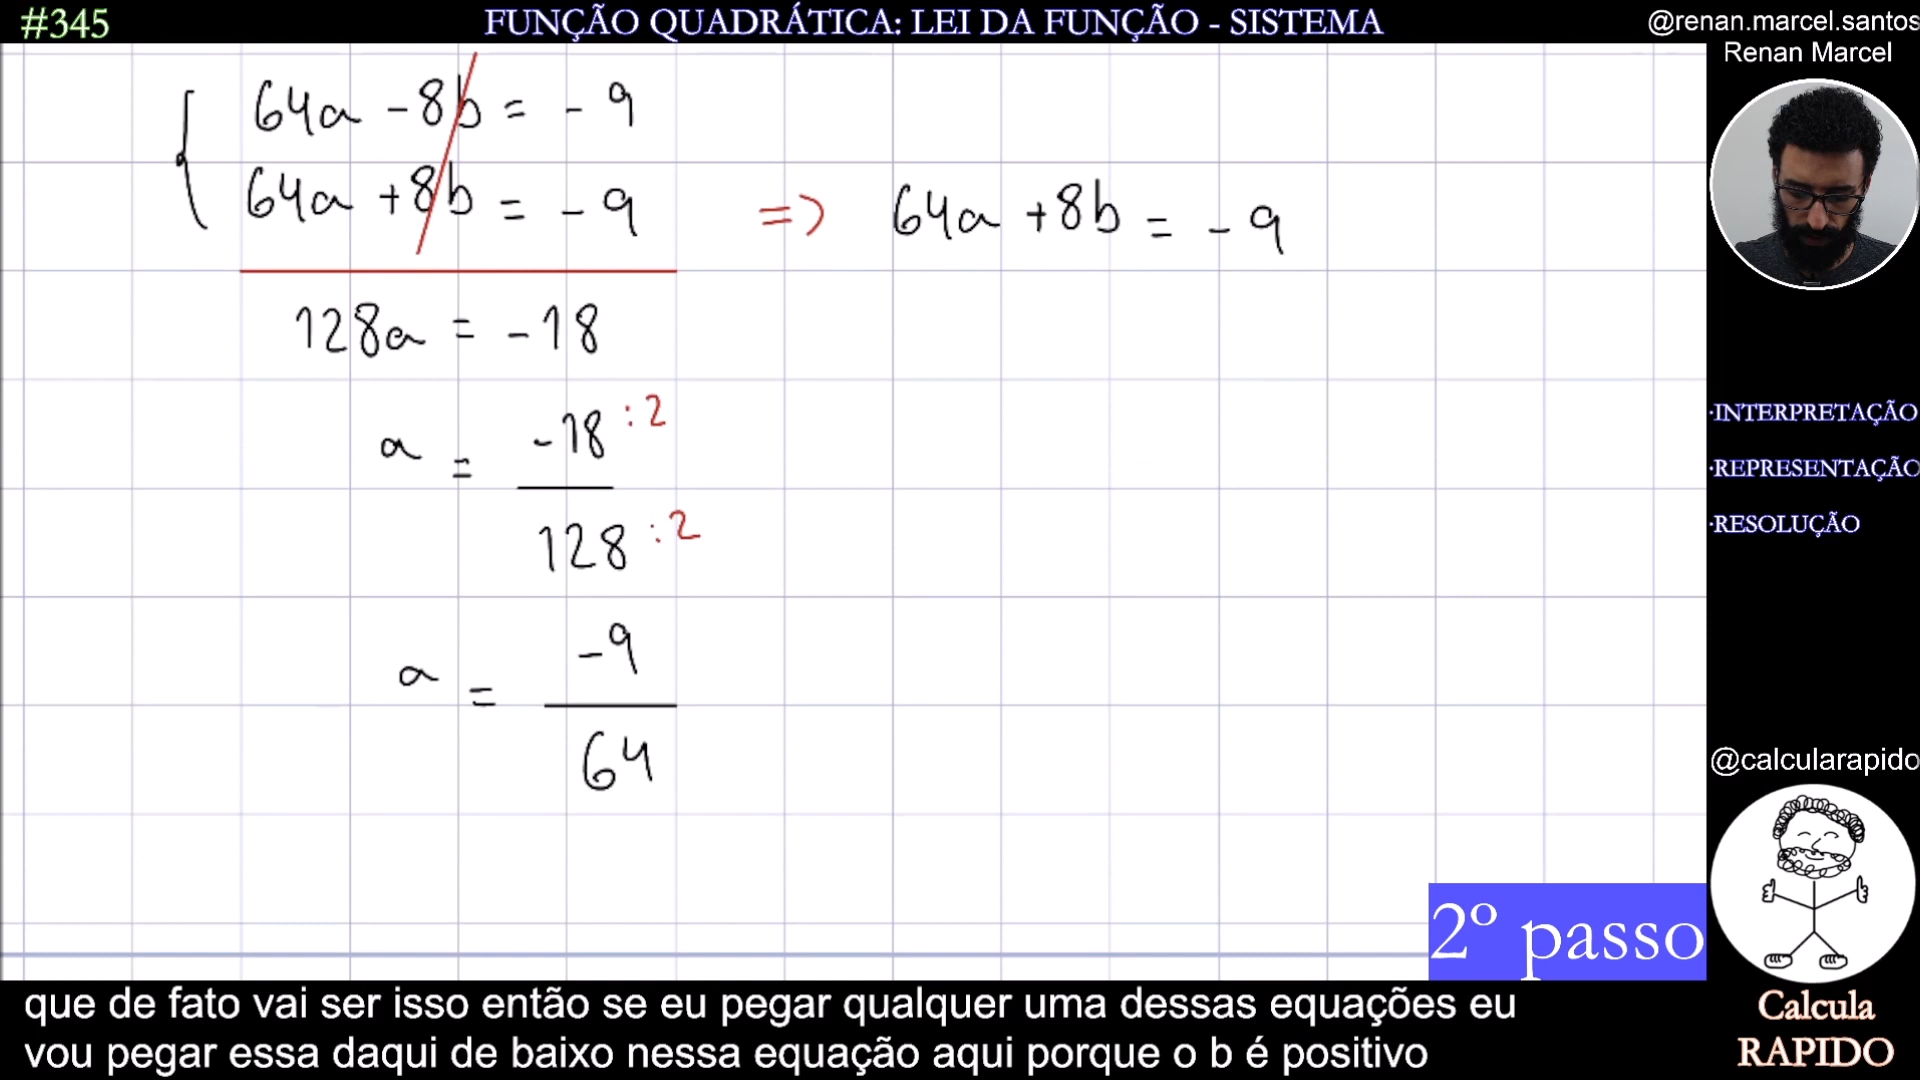 #345
FUNÇÃO QUADRÁTICA: LEI DA FUNÇÃO - SISTEMA
@renan.marcel.santos
Renan Marcel
64a - 8b = - 9
64a + 8b = - 9 => 64a + 8b = - 9
128a = - 18
a = -18 :2
128 :2
a = -9
64
·INTERPRETAÇÃO
·REPRESENTAÇÃO
·RESOLUÇÃO
@calcularapido
2º passo
que de fato vai ser isso então se eu pegar qualquer uma dessas equações eu
vou pegar essa daqui de baixo nessa equação aqui porque o b é positivo
Calcula
RAPIDO